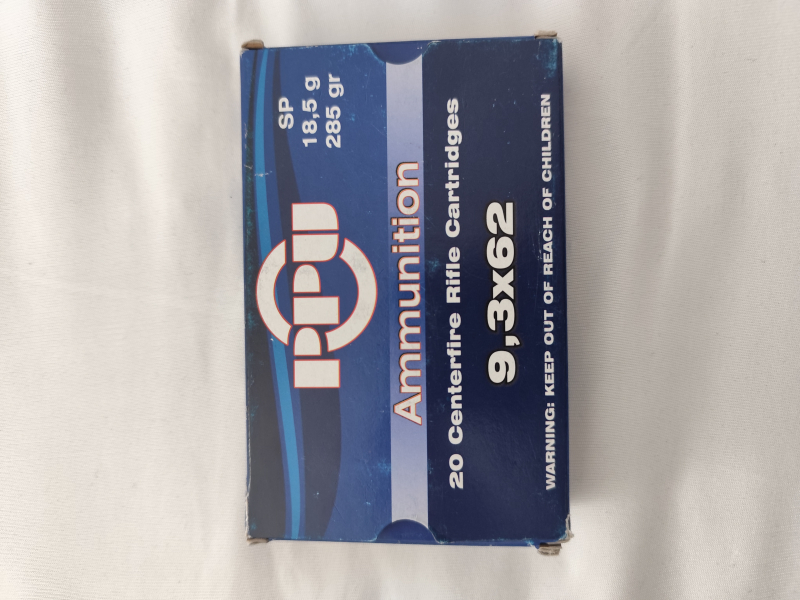 PPU
SP
18,5 g
285 gr
Ammunition
20 Centerfire Rifle Cartridges
9,3x62
WARNING: KEEP OUT OF REACH OF CHILDREN